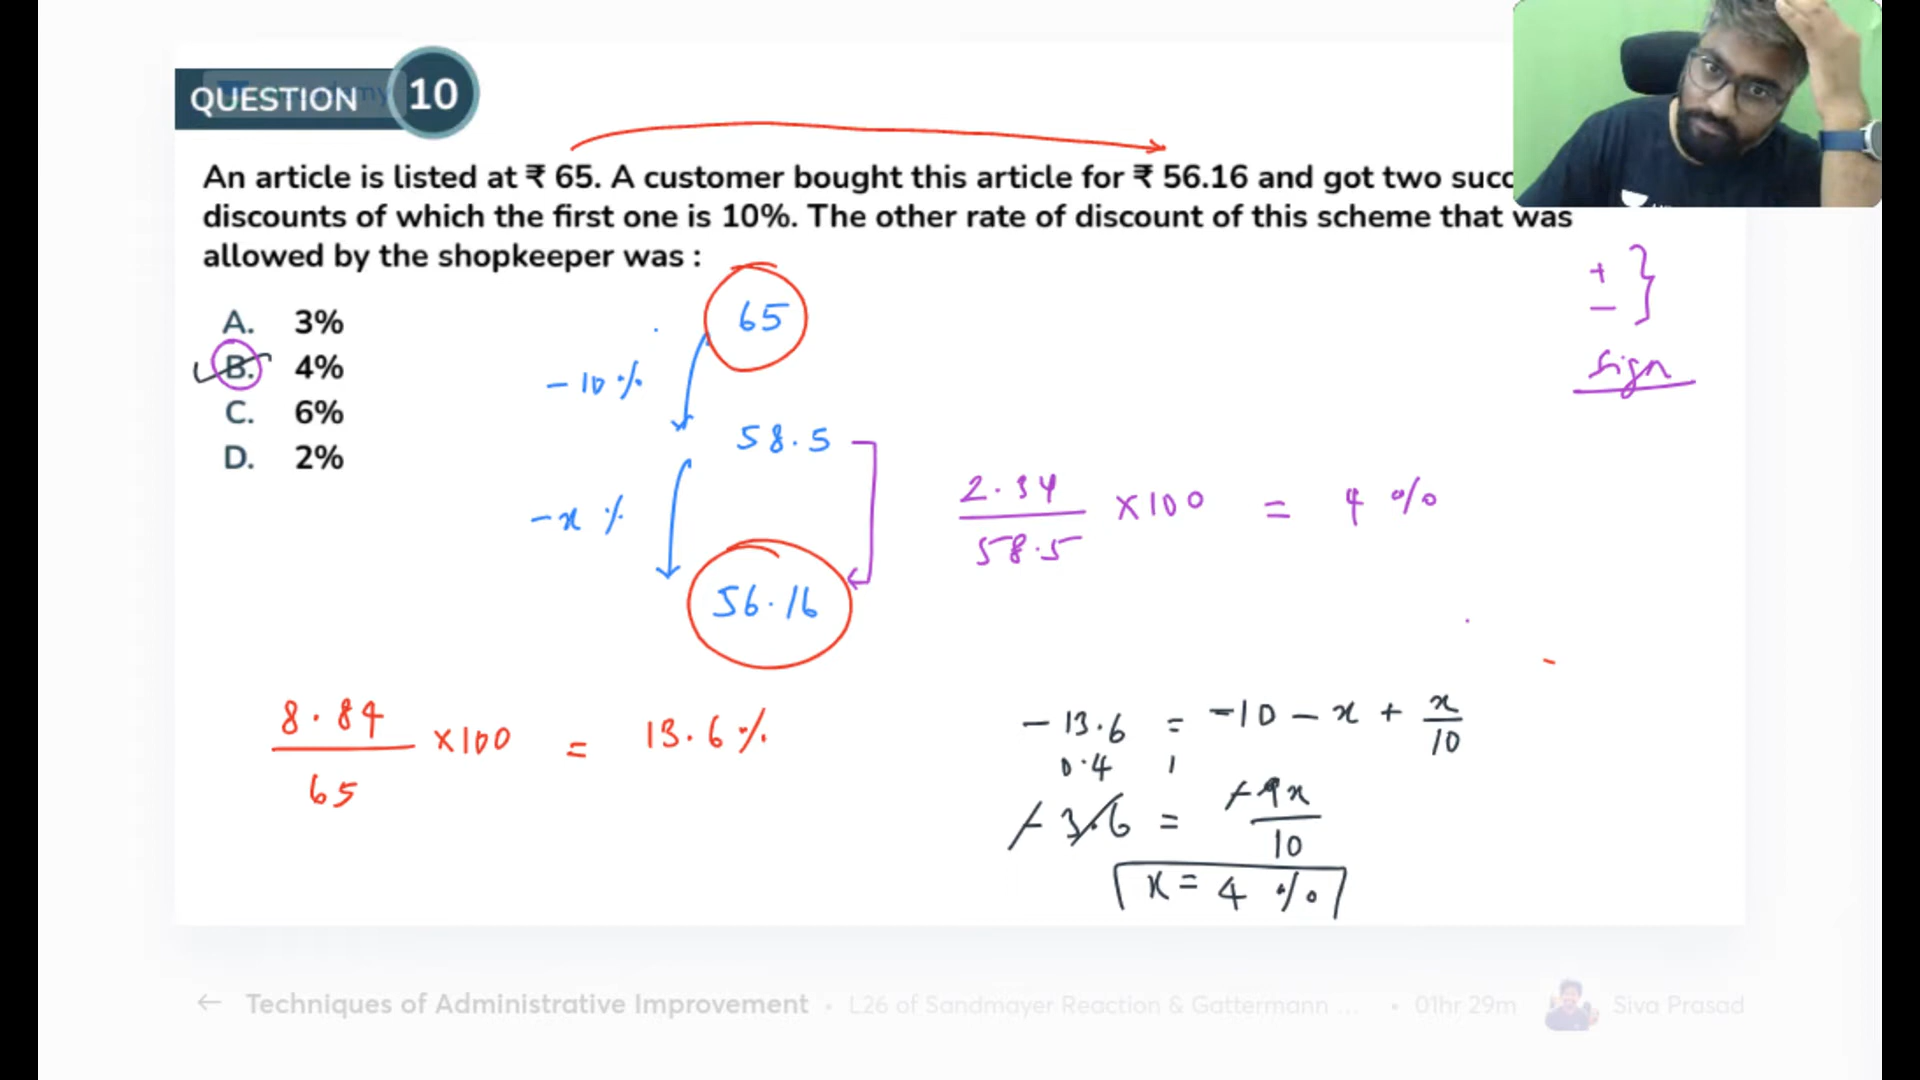 QUESTION 10
An article is listed at ₹ 65. A customer bought this article for ₹ 56.16 and got two succ
discounts of which the first one is 10%. The other rate of discount of this scheme that was
allowed by the shopkeeper was :
A. 3%
B. 4%
C. 6%
D. 2%
+
-
sign
65
-10%
58.5
-x %
56.16
2.34/58.5 ×100 = 4 %
8.84/65 ×100 = 13.6%
-13.6 = -10 - x + x/10
0.4 1
-3.6 = -9x/10
x = 4 %
← Techniques of Administrative Improvement • L26 of Sandmayer Reaction & Gattermann ... • 01hr 29m Siva Prasad